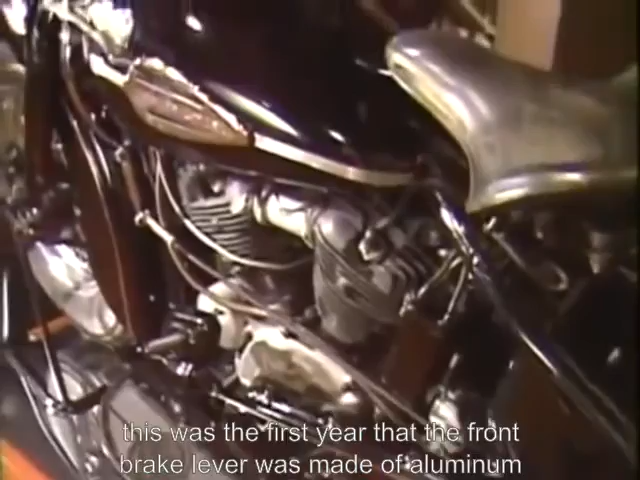 this was the first year that the front
brake lever was made of aluminum